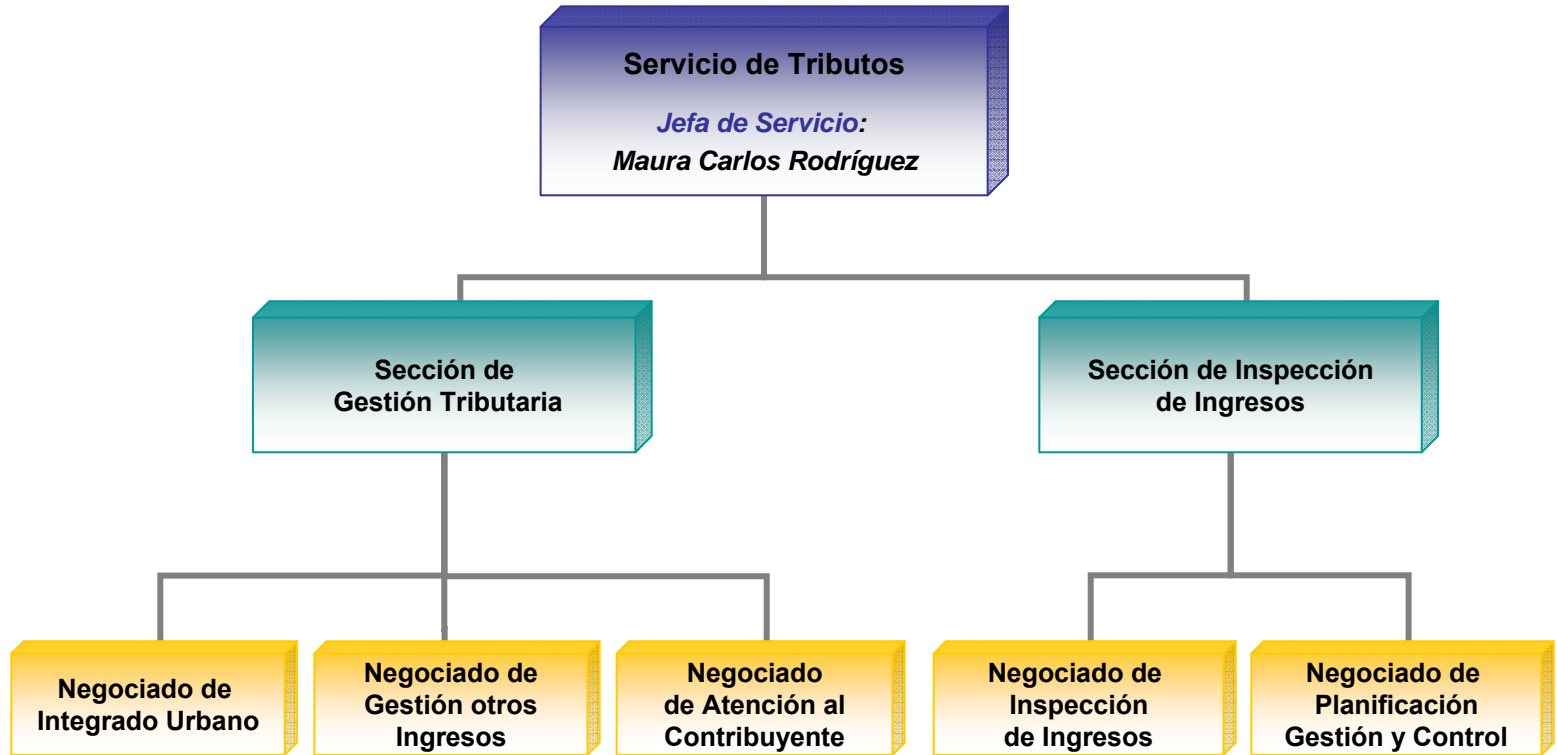 Servicio de Tributos
Jefa de Servicio:
Maura Carlos Rodríguez
Sección de
Gestión Tributaria
Sección de Inspección
de Ingresos
Negociado de
Integrado Urbano
Negociado de
Gestión otros
Ingresos
Negociado
de Atención al
Contribuyente
Negociado de
Inspección
de Ingresos
Negociado de
Planificación
Gestión y Control